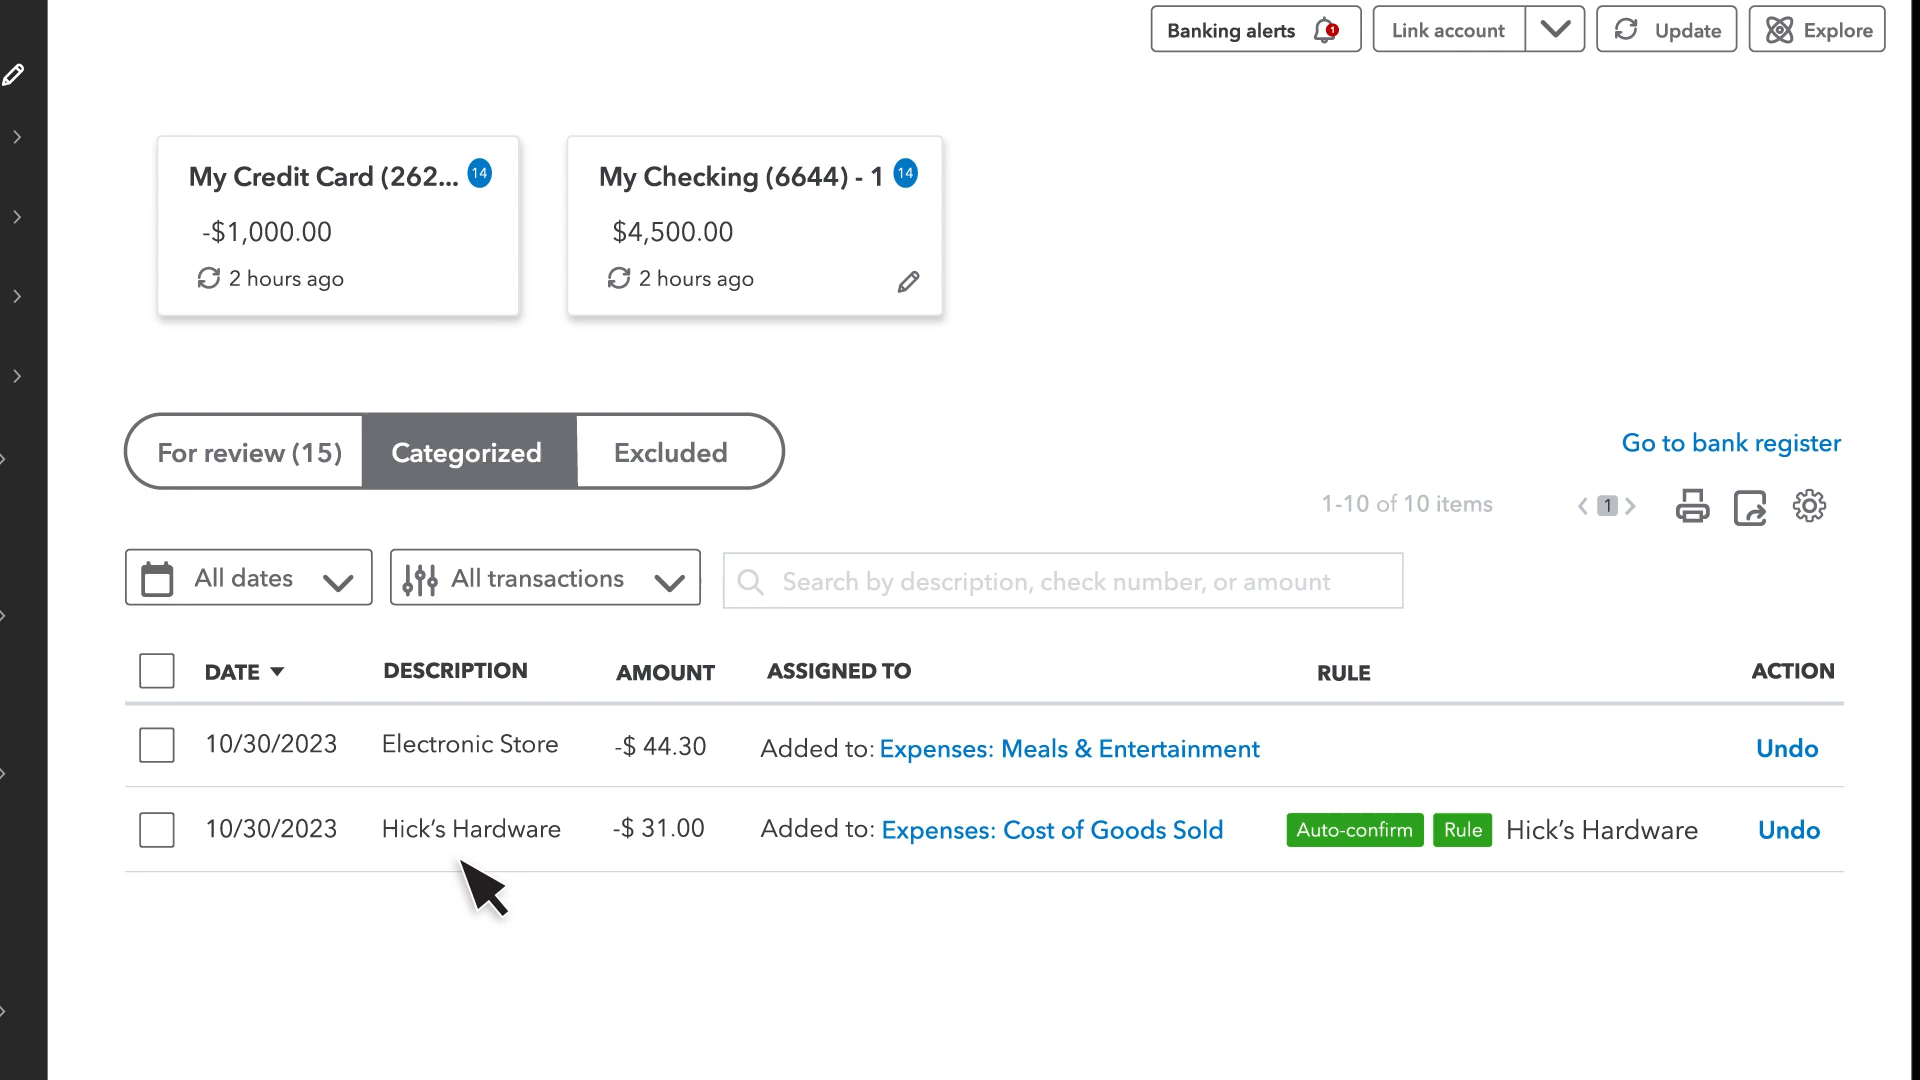 Banking alerts 1 Link account Update Explore
My Credit Card (262... 14
-$1,000.00
2 hours ago
My Checking (6644) - 1 14
$4,500.00
2 hours ago
For review (15) Categorized Excluded
Go to bank register
1-10 of 10 items
1
All dates All transactions Search by description, check number, or amount
DATE DESCRIPTION AMOUNT ASSIGNED TO RULE ACTION
10/30/2023 Electronic Store -$ 44.30 Added to: Expenses: Meals & Entertainment Undo
10/30/2023 Hick’s Hardware -$ 31.00 Added to: Expenses: Cost of Goods Sold Auto-confirm Rule Hick’s Hardware Undo